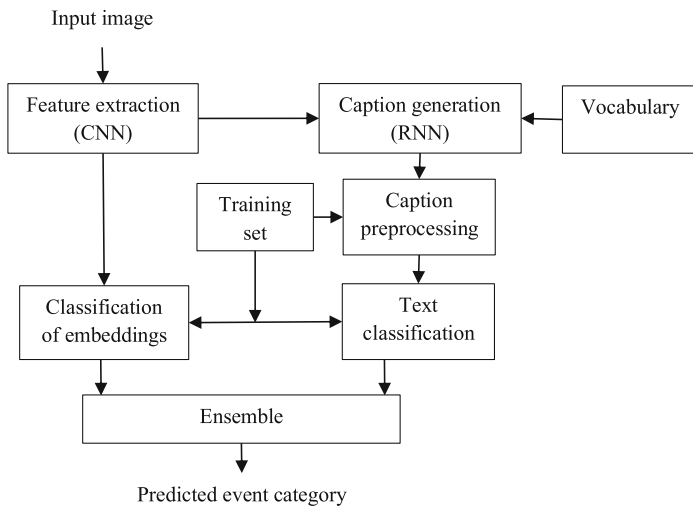 Input image
Feature extraction
(CNN)
Caption generation
(RNN)
Vocabulary
Training
set
Caption
preprocessing
Classification
of embeddings
Text
classification
Ensemble
Predicted event category